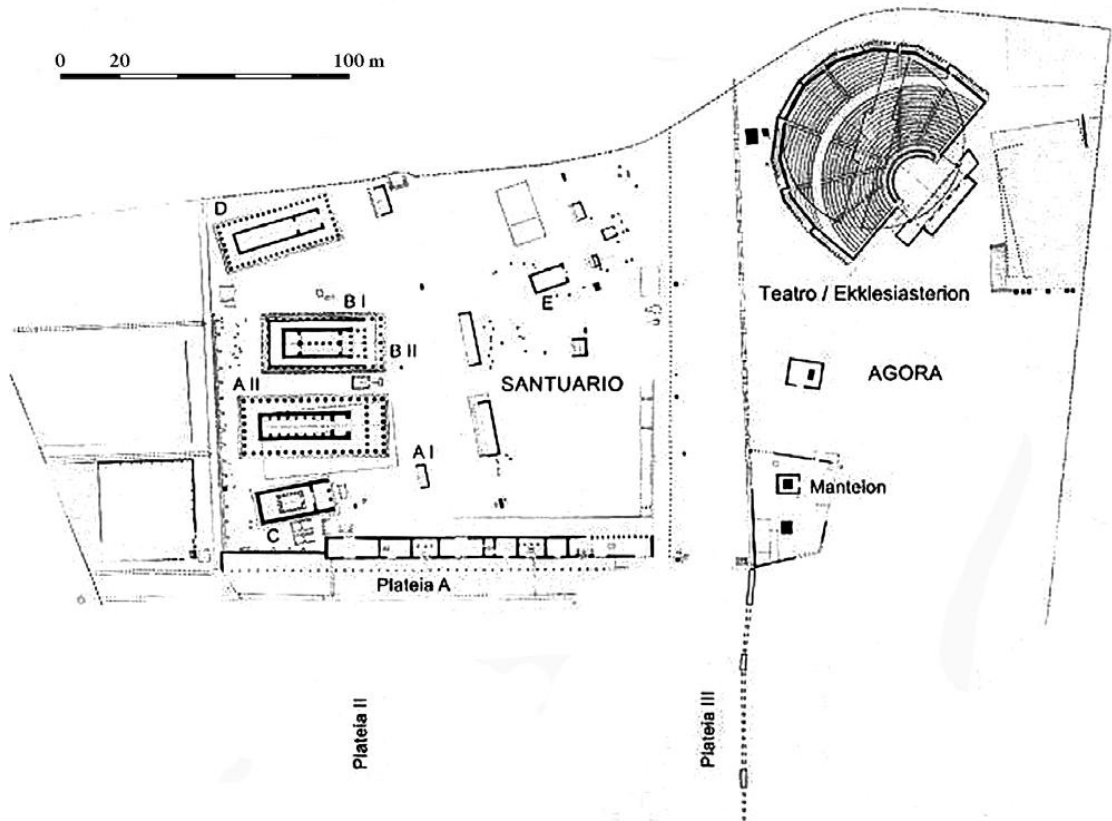 0 20 100 m
D
B I
E
Teatro / Ekklesiasterion
B II
A II
SANTUARIO
AGORA
A I
Manteion
C
Plateia A
Plateia II
Plateia III